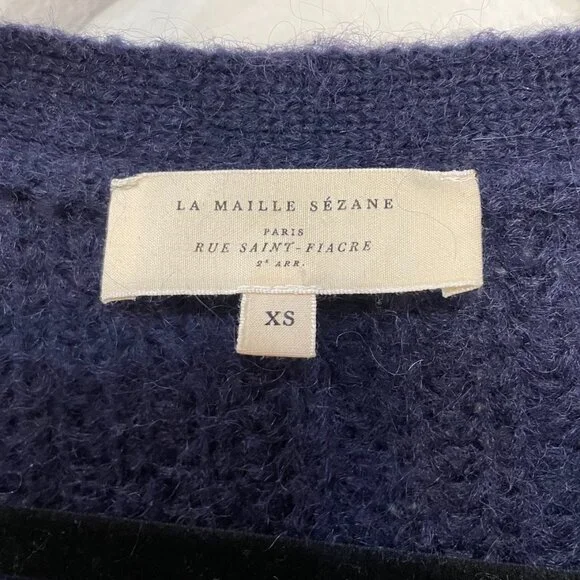 LA MAILLE SÉZANE
PARIS
RUE SAINT-FIACRE
2ᵉ ARR.
XS